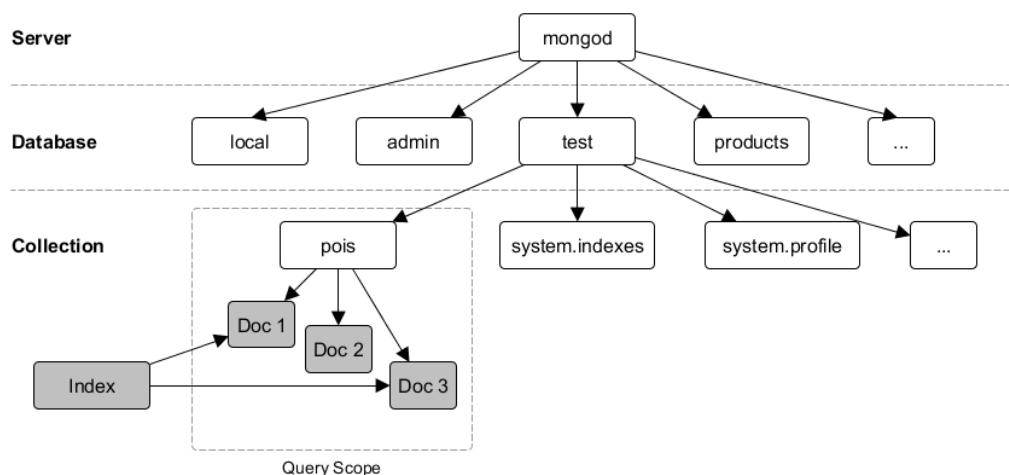 Server
mongod
Database
local
admin
test
products
...
Collection
pois
system.indexes
system.profile
...
Doc 1
Doc 2
Index
Doc 3
Query Scope